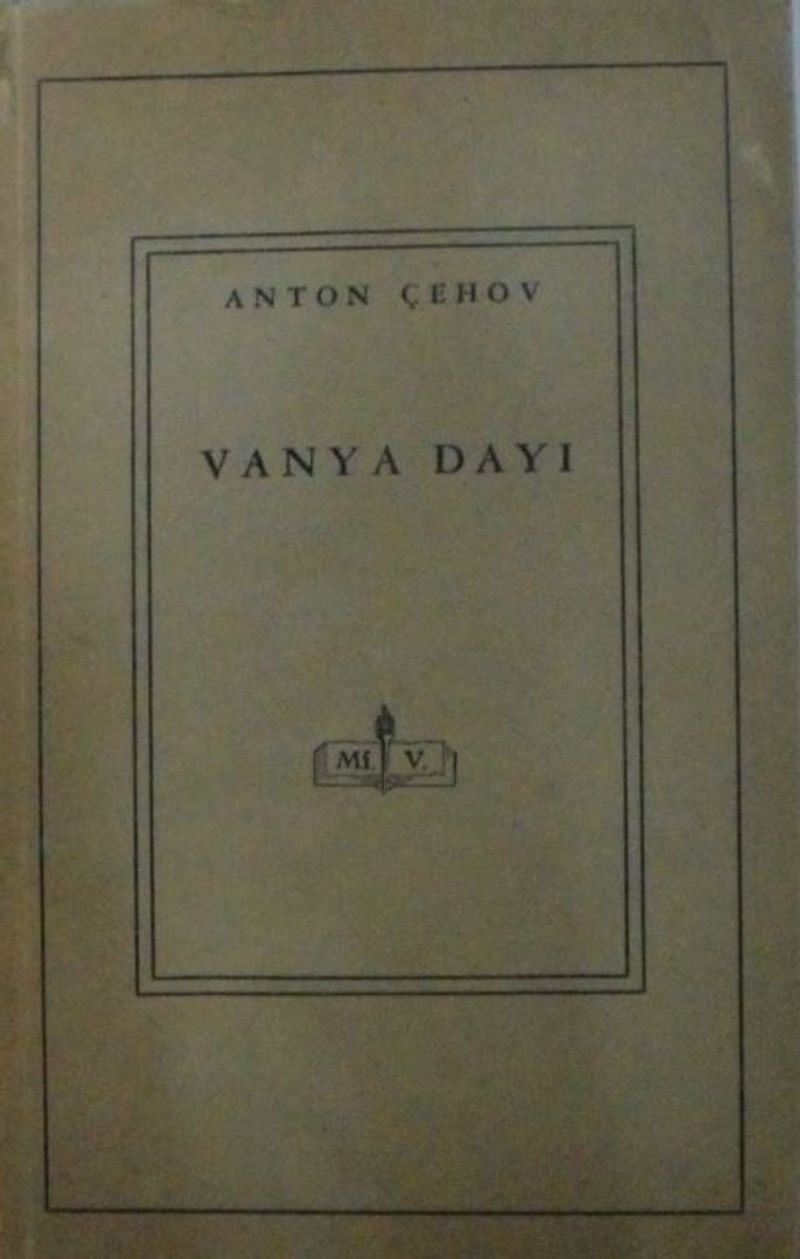 ANTON ÇEHOV
VANYA DAYI
Mf. V.